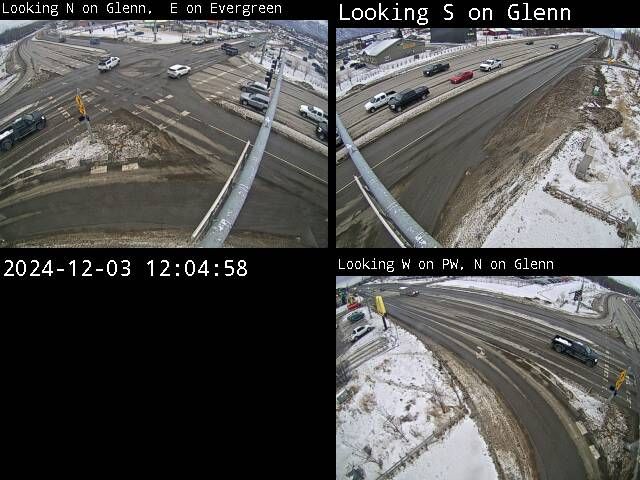 Looking N on Glenn, E on Evergreen
Looking S on Glenn
2024-12-03 12:04:58
Looking W on PW, N on Glenn